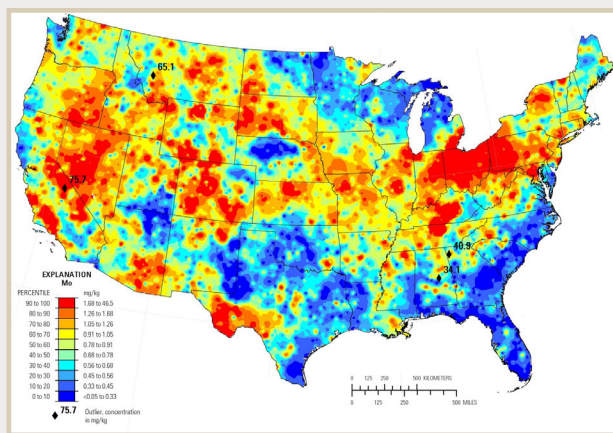 65.1
75.7
40.9
34.1
EXPLANATION
Mo
PERCENTILE mg/kg
90 to 100 1.68 to 46.5
80 to 90 1.26 to 1.68
70 to 80 1.05 to 1.26
60 to 70 0.91 to 1.05
50 to 60 0.78 to 0.91
40 to 50 0.68 to 0.78
30 to 40 0.56 to 0.68
20 to 30 0.45 to 0.56
10 to 20 0.33 to 0.45
0 to 10 <0.05 to 0.33
75.7 Outlier, concentration
in mg/kg
0 125 250 500 KILOMETERS
0 125 250 500 MILES